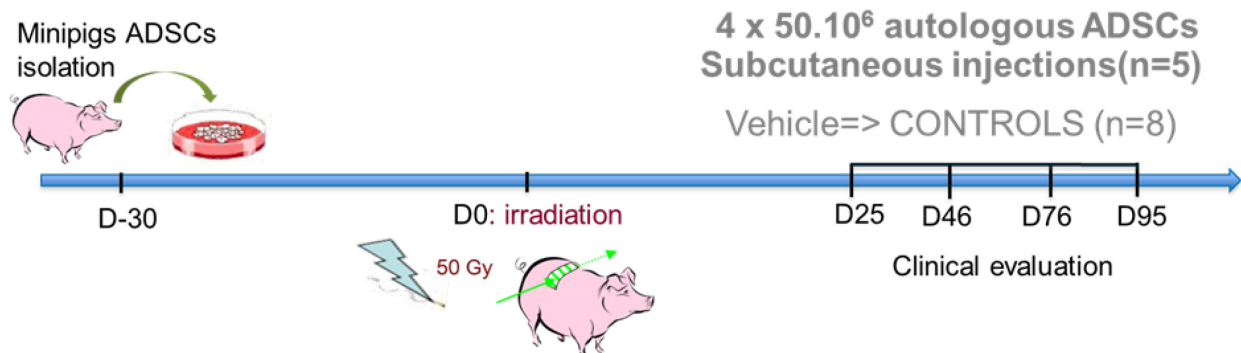 Minipigs ADSCs
isolation
4 x 50.10⁶ autologous ADSCs
Subcutaneous injections(n=5)
Vehicle=> CONTROLS (n=8)
D-30
D0: irradiation
D25
D46
D76
D95
50 Gy
Clinical evaluation